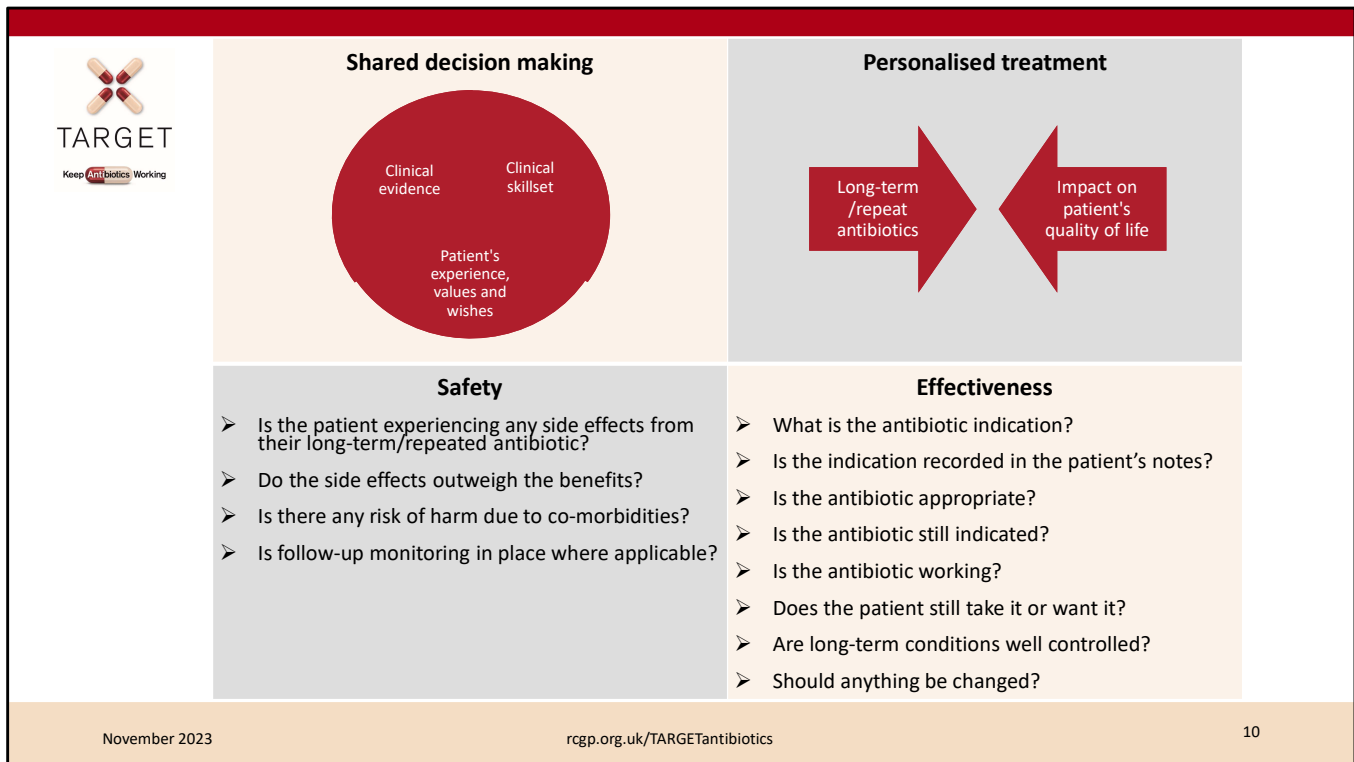 TARGET
Keep Antibiotics Working
Shared decision making
Clinical
evidence
Clinical
skillset
Patient's
experience,
values and
wishes
Personalised treatment
Long-term
/repeat
antibiotics
Impact on
patient's
quality of life
Safety
➢ Is the patient experiencing any side effects from
their long-term/repeated antibiotic?
➢ Do the side effects outweigh the benefits?
➢ Is there any risk of harm due to co-morbidities?
➢ Is follow-up monitoring in place where applicable?
Effectiveness
➢ What is the antibiotic indication?
➢ Is the indication recorded in the patient’s notes?
➢ Is the antibiotic appropriate?
➢ Is the antibiotic still indicated?
➢ Is the antibiotic working?
➢ Does the patient still take it or want it?
➢ Are long-term conditions well controlled?
➢ Should anything be changed?
November 2023
rcgp.org.uk/TARGETantibiotics
10